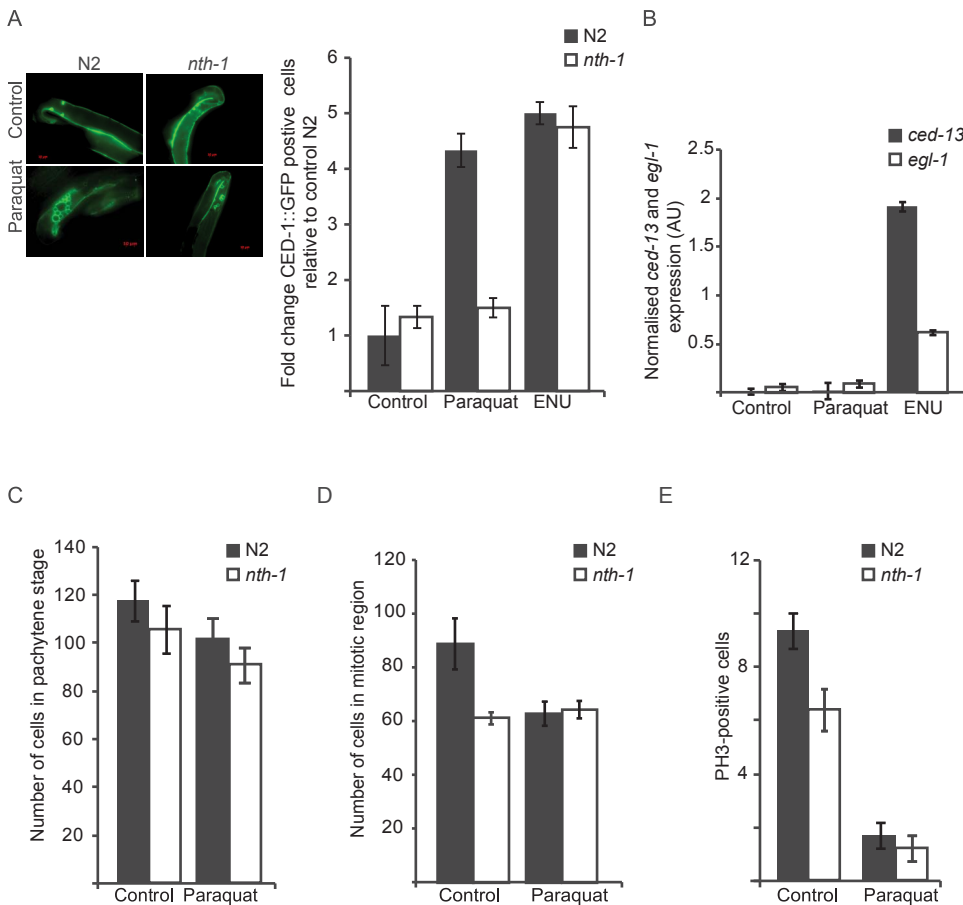 A
N2
nth-1
Control
Paraquat
10 µm
Fold change CED-1::GFP postive cells
relative to control N2
6
5
4
3
2
1
N2
nth-1
Control
Paraquat
ENU
B
Normalised ced-13 and egl-1
expression (AU)
2.5
2
1.5
1
0.5
ced-13
egl-1
Control
Paraquat
ENU
C
Number of cells in pachytene stage
140
120
100
80
60
40
20
N2
nth-1
Control
Paraquat
D
Number of cells in mitotic region
120
100
80
60
40
20
N2
nth-1
Control
Paraquat
E
PH3-positive cells
12
8
4
N2
nth-1
Control
Paraquat